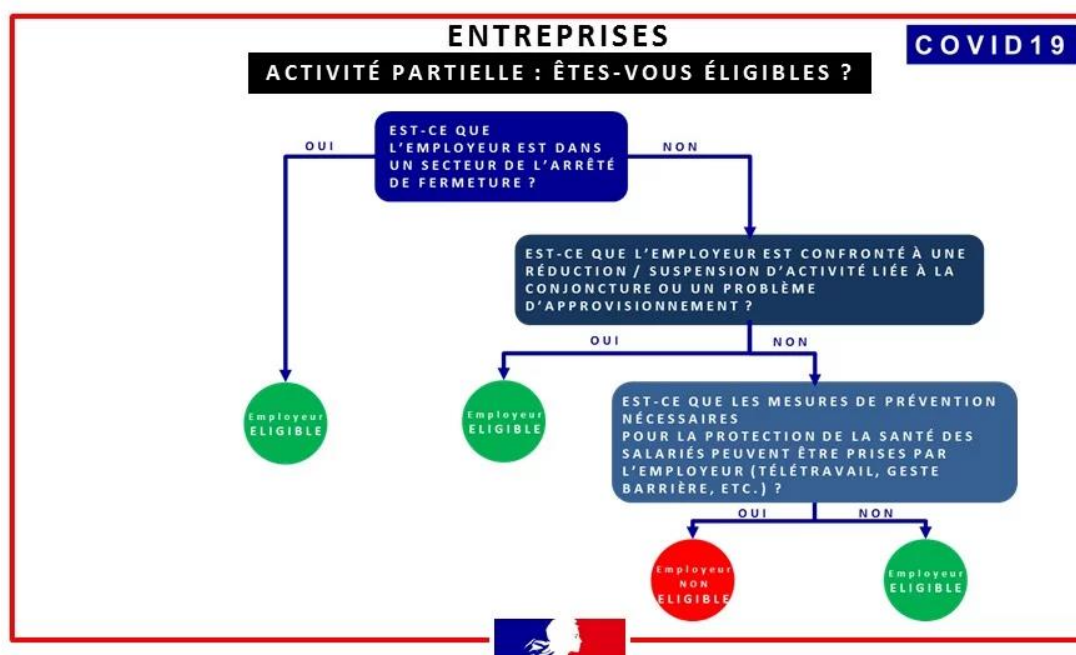 ENTREPRISES
COVID19
ACTIVITÉ PARTIELLE : ÊTES-VOUS ÉLIGIBLES ?
EST-CE QUE
L'EMPLOYEUR EST DANS
UN SECTEUR DE L'ARRÊTÉ
DE FERMETURE ?
OUI
NON
EST-CE QUE L'EMPLOYEUR EST CONFRONTÉ À UNE
RÉDUCTION / SUSPENSION D'ACTIVITÉ LIÉE À LA
CONJONCTURE OU UN PROBLÈME
D'APPROVISIONNEMENT ?
OUI
NON
Employeur
ELIGIBLE
Employeur
ELIGIBLE
EST-CE QUE LES MESURES DE PRÉVENTION
NÉCESSAIRES
POUR LA PROTECTION DE LA SANTÉ DES
SALARIÉS PEUVENT ÊTRE PRISES PAR
L'EMPLOYEUR (TÉLÉTRAVAIL, GESTE
BARRIÈRE, ETC.) ?
OUI
NON
Employeur
NON
ELIGIBLE
Employeur
ELIGIBLE